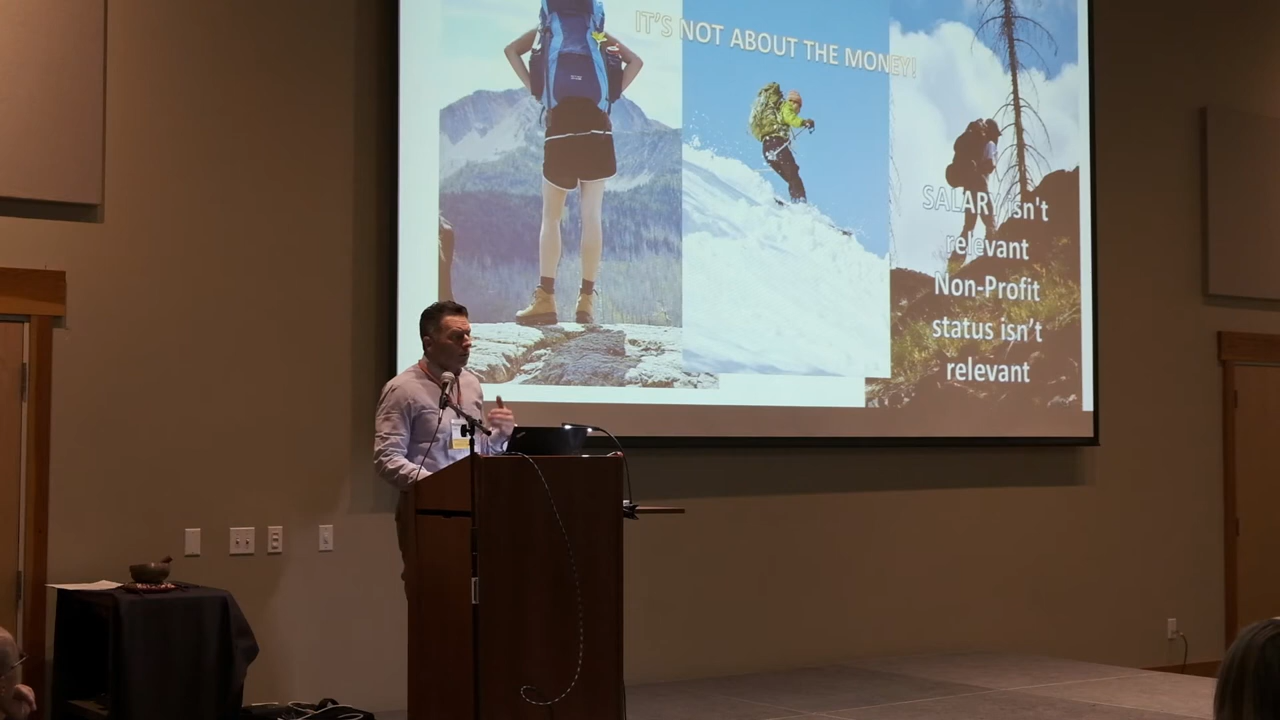 IT'S NOT ABOUT THE MONEY!
SALARY isn't
relevant
Non-Profit
status isn't
relevant